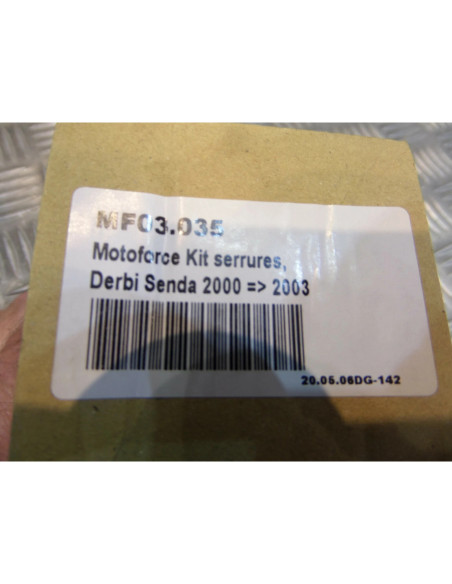 MF03.035
Motoforce Kit serrures,
Derbi Senda 2000 => 2003
20.05.06DG-142